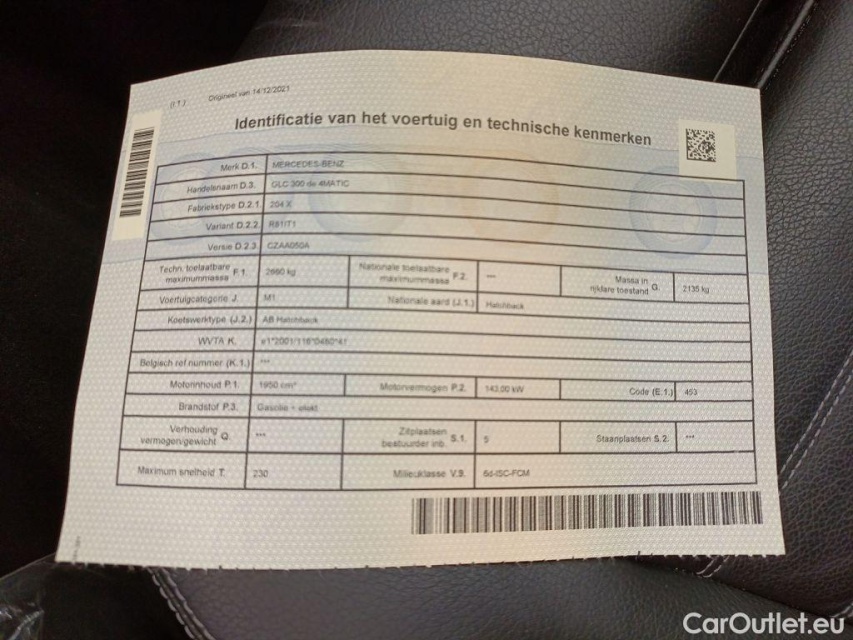 (I 1) Origineel van 14/12/2021
Identificatie van het voertuig en technische kenmerken
Merk D.1. MERCEDES-BENZ
Handelsnaam D.3. GLC 300 de 4MATIC
Fabriekstype D.2.1. 204 X
Variant D.2.2. R81IT1
Versie D.2.3. CZAA050A
Techn. toelaatbare maximummassa F.1. 2660 kg Nationale toelaatbare maximummassa F.2. --- Massa in rijklare toestand G. 2135 kg
Voertuigcategorie J. M1 Nationale aard (J.1.) Hatchback
Koetswerktype (J.2.) AB Hatchback
WVTA K. e1*2001/116*0480*41
Belgisch ref nummer (K.1.) ***
Motorinhoud P.1. 1950 cm³ Motorvermogen P.2. 143.00 kW Code (E.1.) 453
Brandstof P.3. Gasolie + elekt
Verhouding vermogen/gewicht Q. *** Zitplaatsen bestuurder inb. S.1. 5 Staanplaatsen S.2. ***
Maximum snelheid T. 230 Milieuklasse V.9. 6d-ISC-FCM
CarOutlet.eu